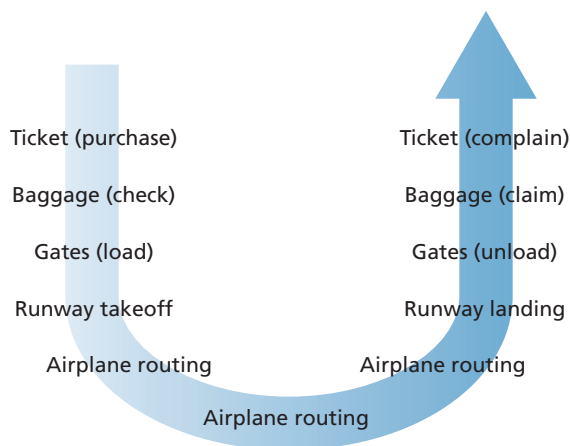 Ticket (purchase)
Baggage (check)
Gates (load)
Runway takeoff
Airplane routing
Airplane routing
Airplane routing
Runway landing
Gates (unload)
Baggage (claim)
Ticket (complain)